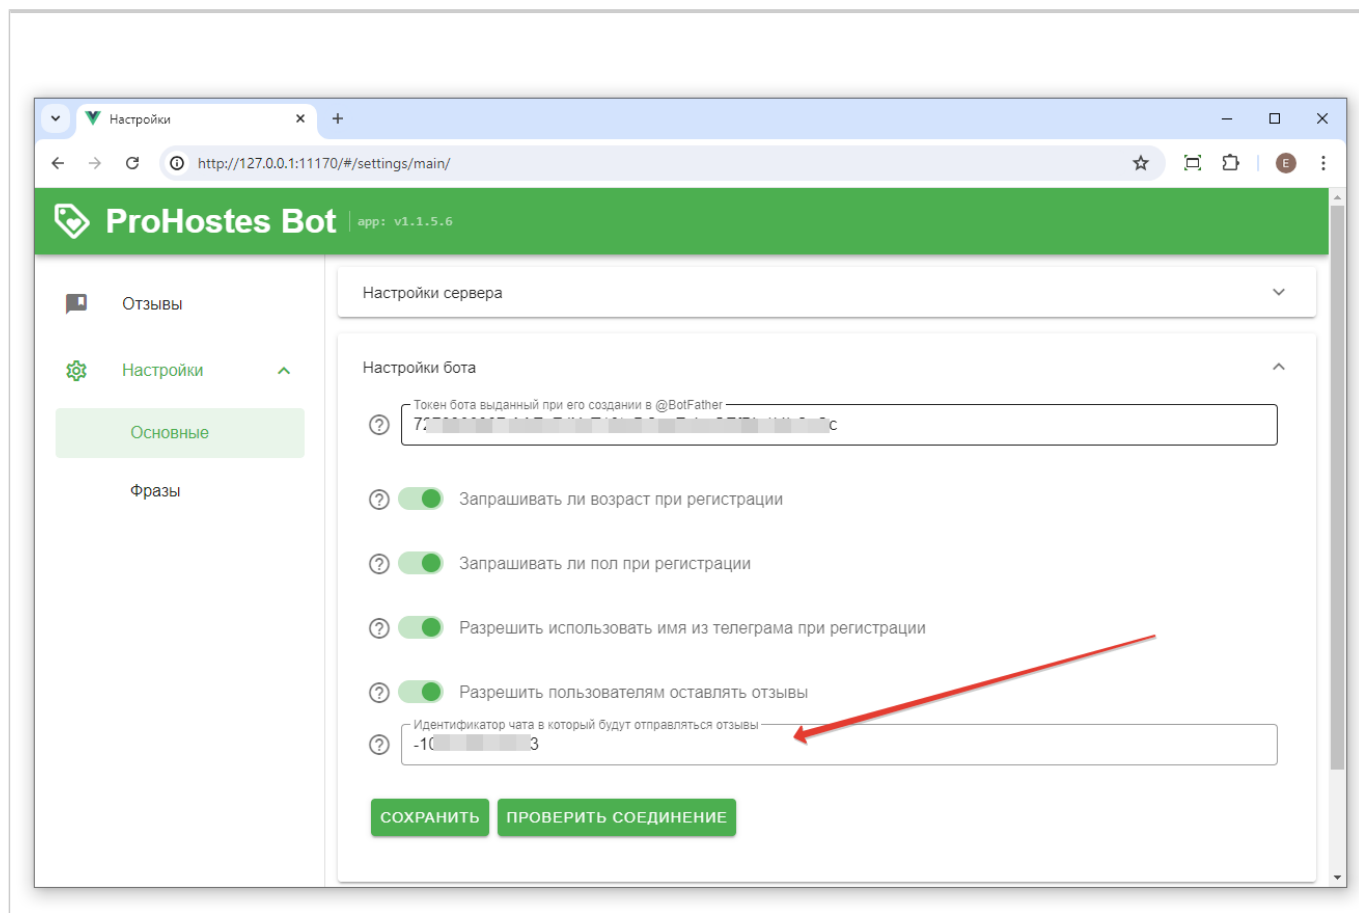 Настройки
http://127.0.0.1:11170/#/settings/main/
E
ProHostes Bot
app: v1.1.5.6
Отзывы
Настройки
Основные
Фразы
Настройки сервера
Настройки бота
Токен бота выданный при его создании в @BotFather
Запрашивать ли возраст при регистрации
Запрашивать ли пол при регистрации
Разрешить использовать имя из телеграма при регистрации
Разрешить пользователям оставлять отзывы
Идентификатор чата в который будут отправляться отзывы
СОХРАНИТЬ
ПРОВЕРИТЬ СОЕДИНЕНИЕ